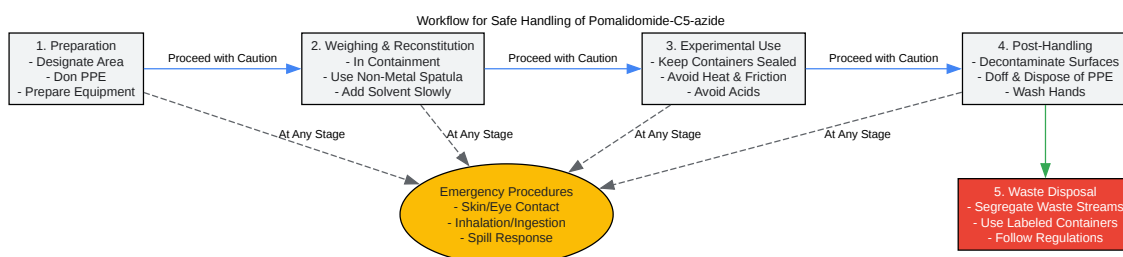 Workflow for Safe Handling of Pomalidomide-C5-azide
1. Preparation
- Designate Area
- Don PPE
- Prepare Equipment
Proceed with Caution
2. Weighing & Reconstitution
- In Containment
- Use Non-Metal Spatula
- Add Solvent Slowly
Proceed with Caution
3. Experimental Use
- Keep Containers Sealed
- Avoid Heat & Friction
- Avoid Acids
Proceed with Caution
4. Post-Handling
- Decontaminate Surfaces
- Doff & Dispose of PPE
- Wash Hands
At Any Stage
At Any Stage
At Any Stage
At Any Stage
Emergency Procedures
- Skin/Eye Contact
- Inhalation/Ingestion
- Spill Response
5. Waste Disposal
- Segregate Waste Streams
- Use Labeled Containers
- Follow Regulations